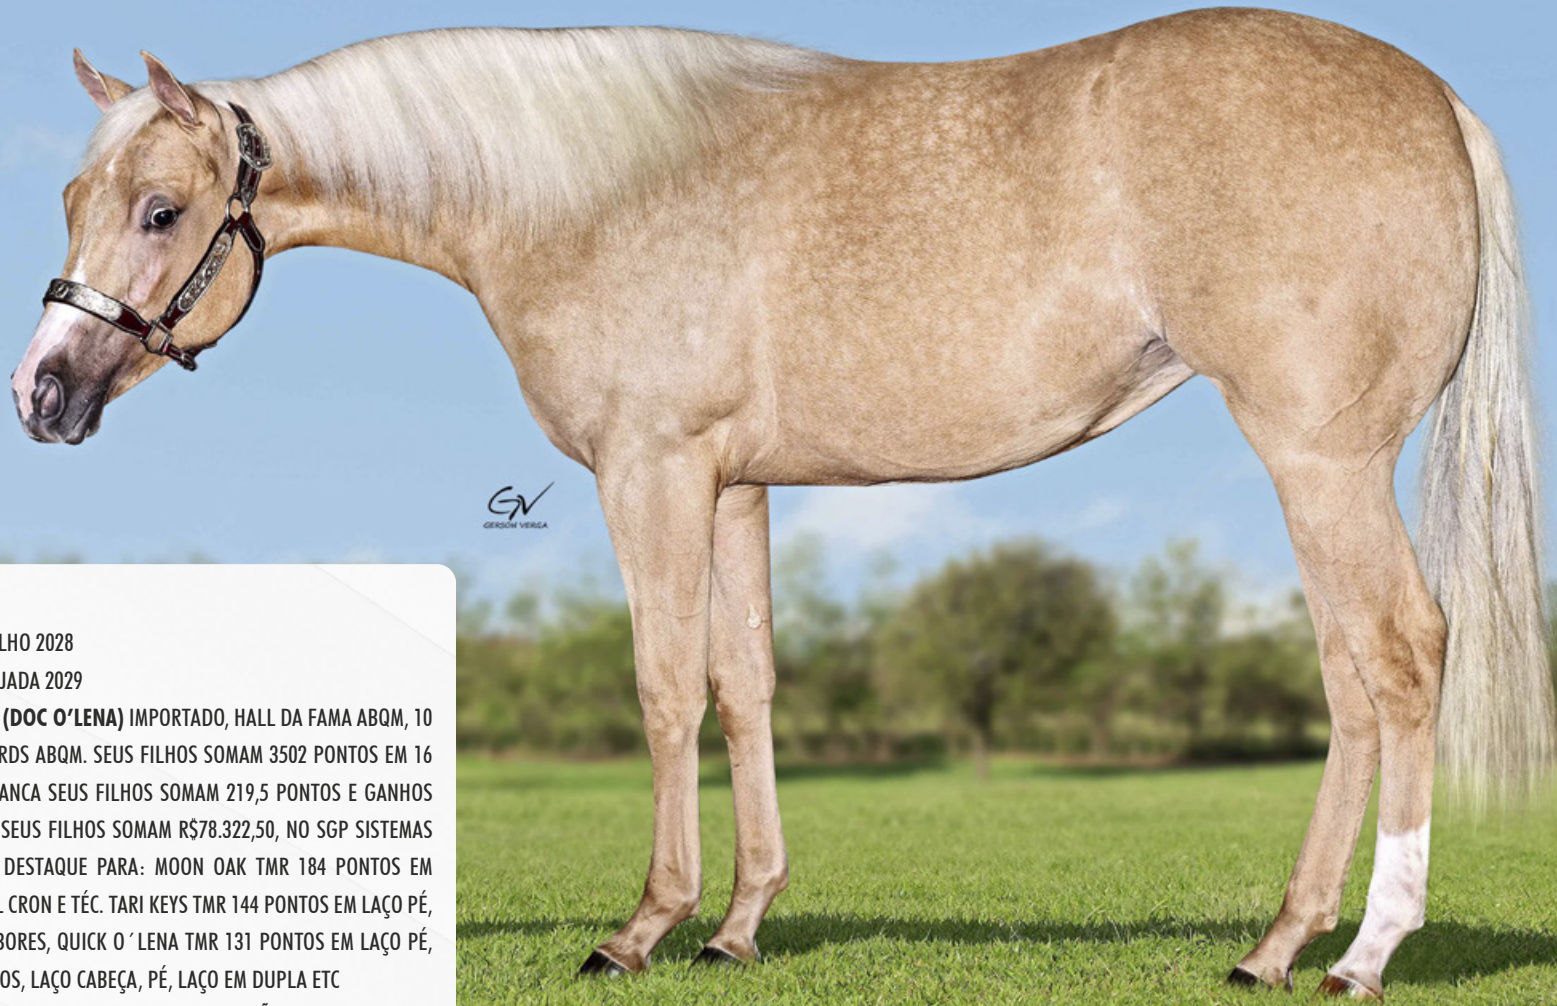 GV
GERSON VERGA
LHO 2028
JADA 2029
(DOC O’LENA) IMPORTADO, HALL DA FAMA ABQM, 10
RDS ABQM. SEUS FILHOS SOMAM 3502 PONTOS EM 16
ANCA SEUS FILHOS SOMAM 219,5 PONTOS E GANHOS
SEUS FILHOS SOMAM R$78.322,50, NO SGP SISTEMAS
DESTAQUE PARA: MOON OAK TMR 184 PONTOS EM
L CRON E TÉC. TARI KEYS TMR 144 PONTOS EM LAÇO PÉ,
BORES, QUICK O´LENA TMR 131 PONTOS EM LAÇO PÉ,
OS, LAÇO CABEÇA, PÉ, LAÇO EM DUPLA ETC